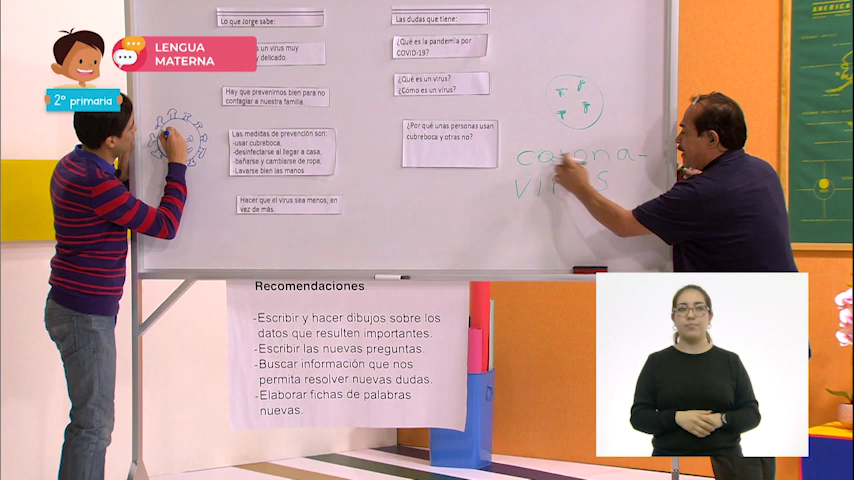 LENGUA
MATERNA
2° primaria
Lo que Jorge sabe:
s un virus muy
y delicado.
Hay que prevenirnos bien para no
contagiar a nuestra familia.
Las medidas de prevención son:
-usar cubreboca,
-desinfectarse al llegar a casa,
-bañarse y cambiarse de ropa,
-Lavarse bien las manos
Hacer que el virus sea menos, en
vez de más.
Las dudas que tiene:
¿Qué es la pandemia por
COVID-19?
¿Qué es un virus?
¿Cómo es un virus?
¿Por qué unas personas usan
cubreboca y otras no?
corona-
virus
Recomendaciones
-Escribir y hacer dibujos sobre los
datos que resulten importantes.
-Escribir las nuevas preguntas.
-Buscar información que nos
permita resolver nuevas dudas.
-Elaborar fichas de palabras
nuevas.